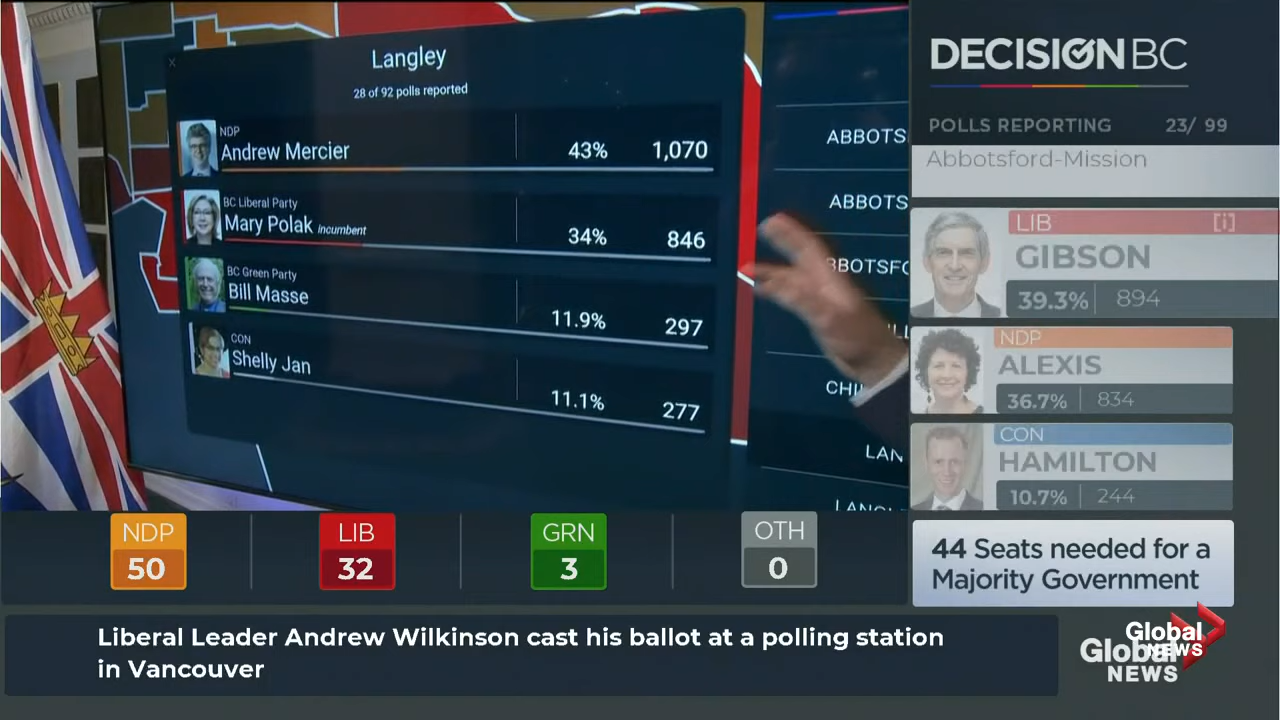 Langley
28 of 92 polls reported
NDP
Andrew Mercier
43% 1,070
BC Liberal Party
Mary Polak Incumbent
34% 846
BC Green Party
Bill Masse
11.9% 297
CON
Shelly Jan
11.1% 277
ABBOTS
ABBOTS
BBOTSFO
CHI
LAN
LANGL
DECISION BC
POLLS REPORTING 23/ 99
Abbotsford-Mission
LIB [i]
GIBSON
39.3% 894
NDP
ALEXIS
36.7% 834
CON
HAMILTON
10.7% 244
44 Seats needed for a
Majority Government
NDP
50
LIB
32
GRN
3
OTH
0
Liberal Leader Andrew Wilkinson cast his ballot at a polling station
in Vancouver
Global
NEWS
Global
NEWS